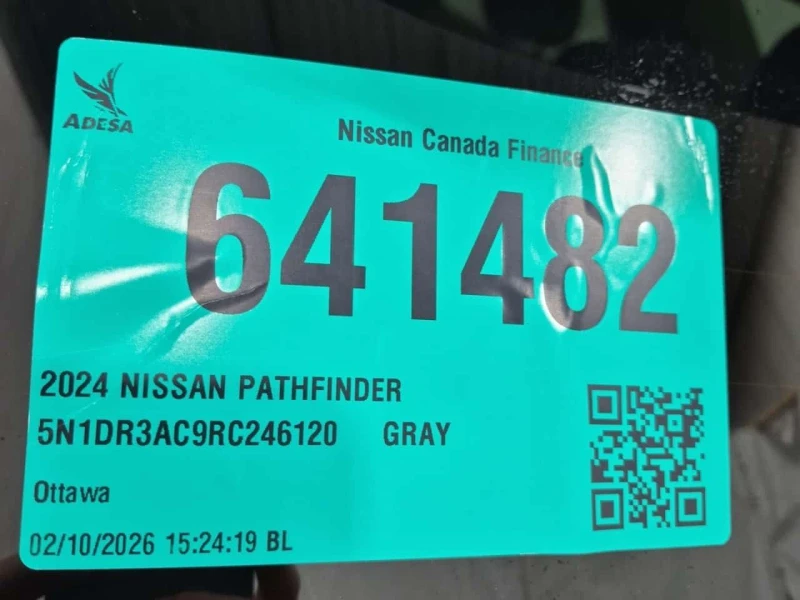 ADESA
Nissan Canada Finance
641482
2024 NISSAN PATHFINDER
5N1DR3AC9RC246120 GRAY
Ottawa
02/10/2026 15:24:19 BL